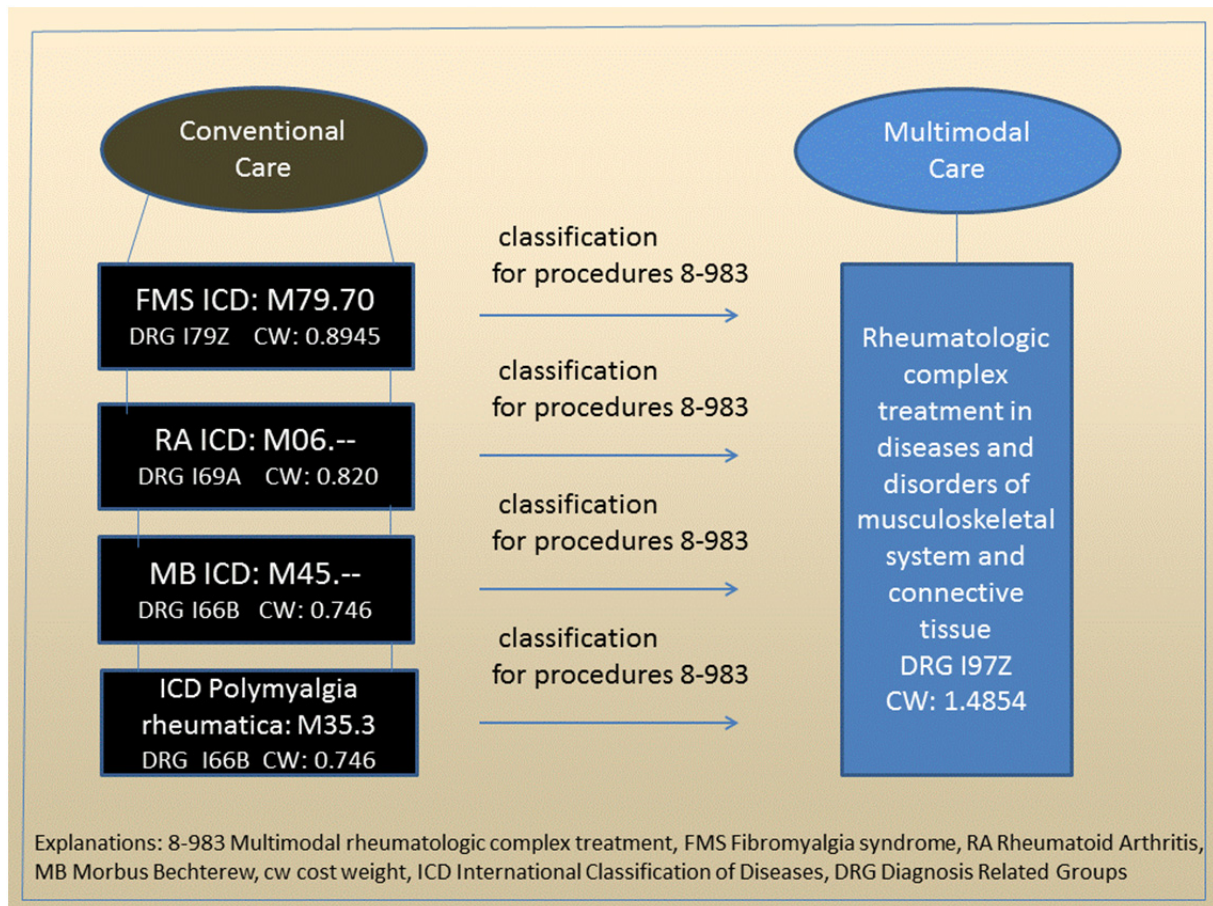 Conventional
Care
Multimodal
Care
FMS ICD: M79.70
DRG I79Z CW: 0.8945
classification
for procedures 8-983
RA ICD: M06.--
DRG I69A CW: 0.820
classification
for procedures 8-983
MB ICD: M45.--
DRG I66B CW: 0.746
classification
for procedures 8-983
ICD Polymyalgia
rheumatica: M35.3
DRG I66B CW: 0.746
classification
for procedures 8-983
Rheumatologic
complex
treatment in
diseases and
disorders of
musculoskeletal
system and
connective
tissue
DRG I97Z
CW: 1.4854
Explanations: 8-983 Multimodal rheumatologic complex treatment, FMS Fibromyalgia syndrome, RA Rheumatoid Arthritis,
MB Morbus Bechterew, cw cost weight, ICD International Classification of Diseases, DRG Diagnosis Related Groups